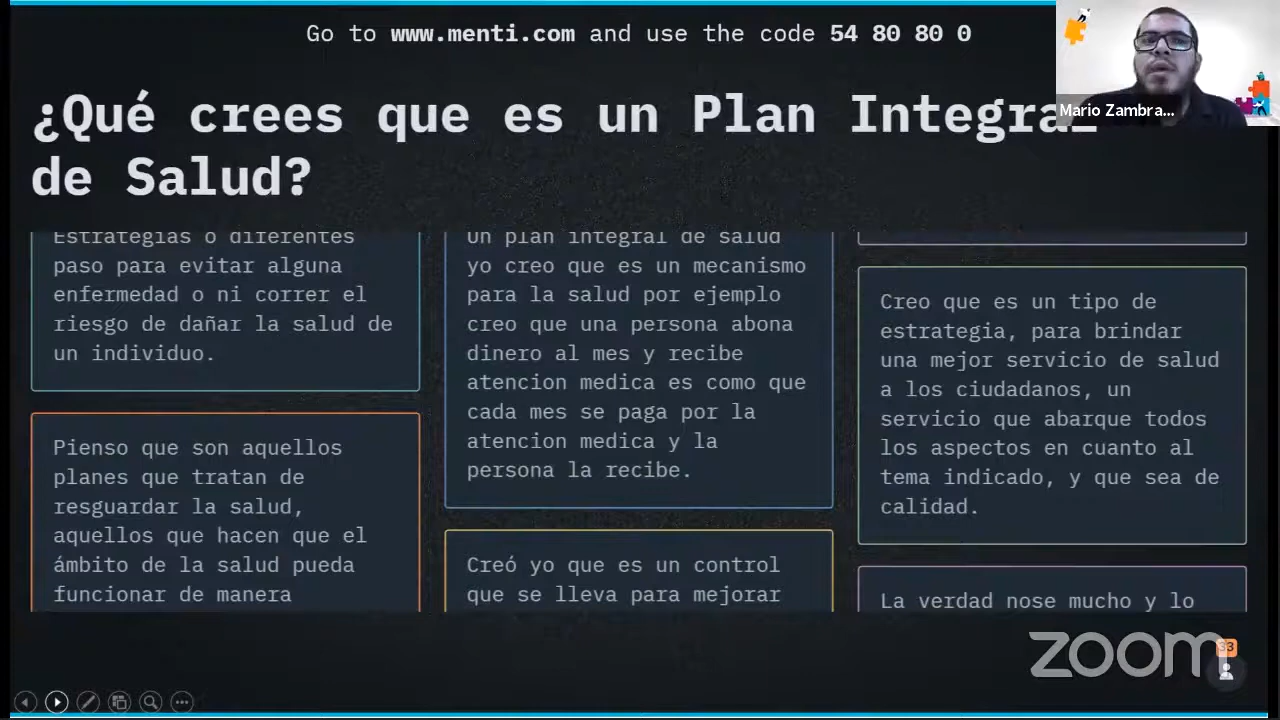 Go to www.menti.com and use the code 54 80 80 0
¿Qué crees que es un Plan Integral
de Salud?
Mario Zambra...
Estrategias o diferentes
paso para evitar alguna
enfermedad o ni correr el
riesgo de dañar la salud de
un individuo.
Pienso que son aquellos
planes que tratan de
resguardar la salud,
aquellos que hacen que el
ámbito de la salud pueda
funcionar de manera
Un plan integral de salud
yo creo que es un mecanismo
para la salud por ejemplo
creo que una persona abona
dinero al mes y recibe
atencion medica es como que
cada mes se paga por la
atencion medica y la
persona la recibe.
Creó yo que es un control
que se lleva para mejorar
Creo que es un tipo de
estrategia, para brindar
una mejor servicio de salud
a los ciudadanos, un
servicio que abarque todos
los aspectos en cuanto al
tema indicado, y que sea de
calidad.
La verdad nose mucho y lo
zoom
33